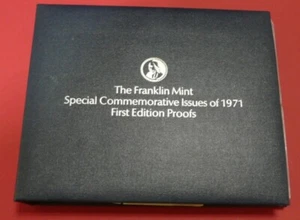 The Franklin Mint
Special Commemorative Issues of 1971
First Edition Proofs